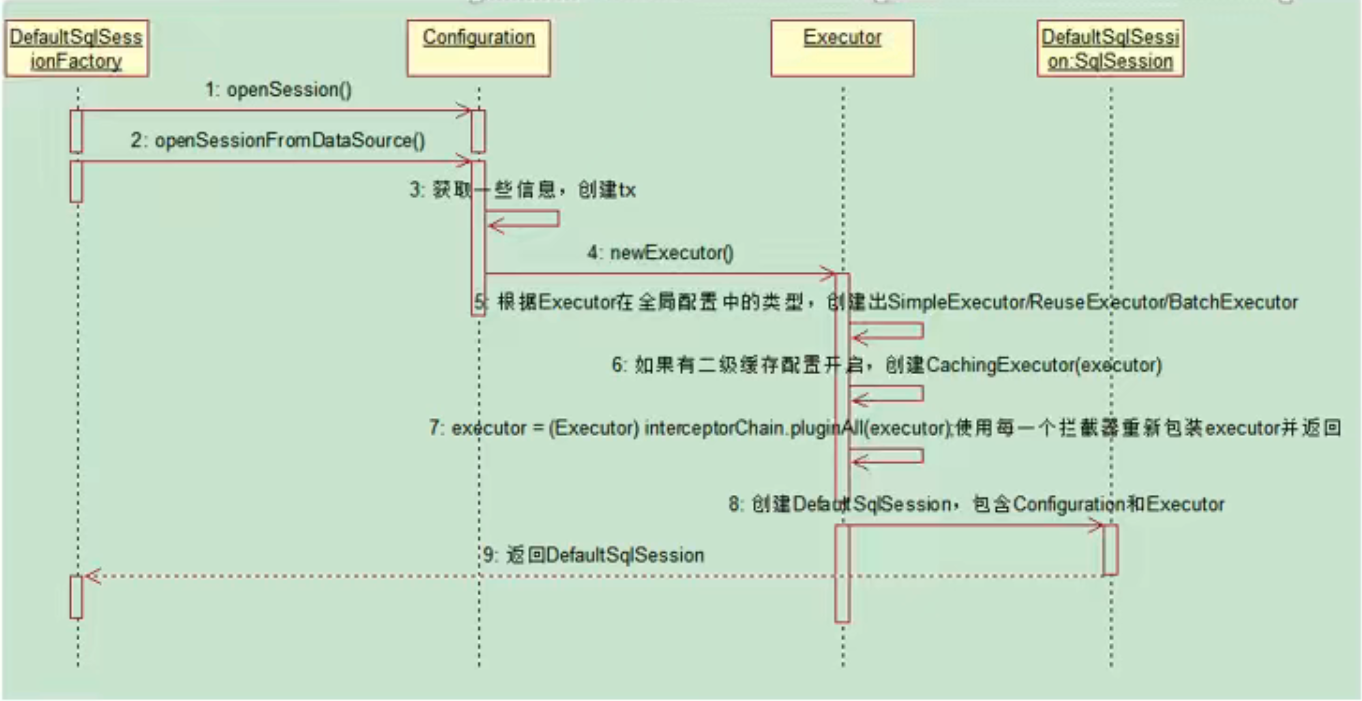 DefaultSqlSess
ionFactory
Configuration
Executor
DefaultSqlSessi
on:SqlSession
1: openSession()
2: openSessionFromDataSource()
3: 获取一些信息，创建tx
4: newExecutor()
5: 根据Executor在全局配置中的类型，创建出SimpleExecutor/ReuseExecutor/BatchExecutor
6: 如果有二级缓存配置开启，创建CachingExecutor(executor)
7: executor = (Executor) interceptorChain.pluginAll(executor);使用每一个拦截器重新包装executor并返回
8: 创建DefaultSqlSession，包含Configuration和Executor
9: 返回DefaultSqlSession